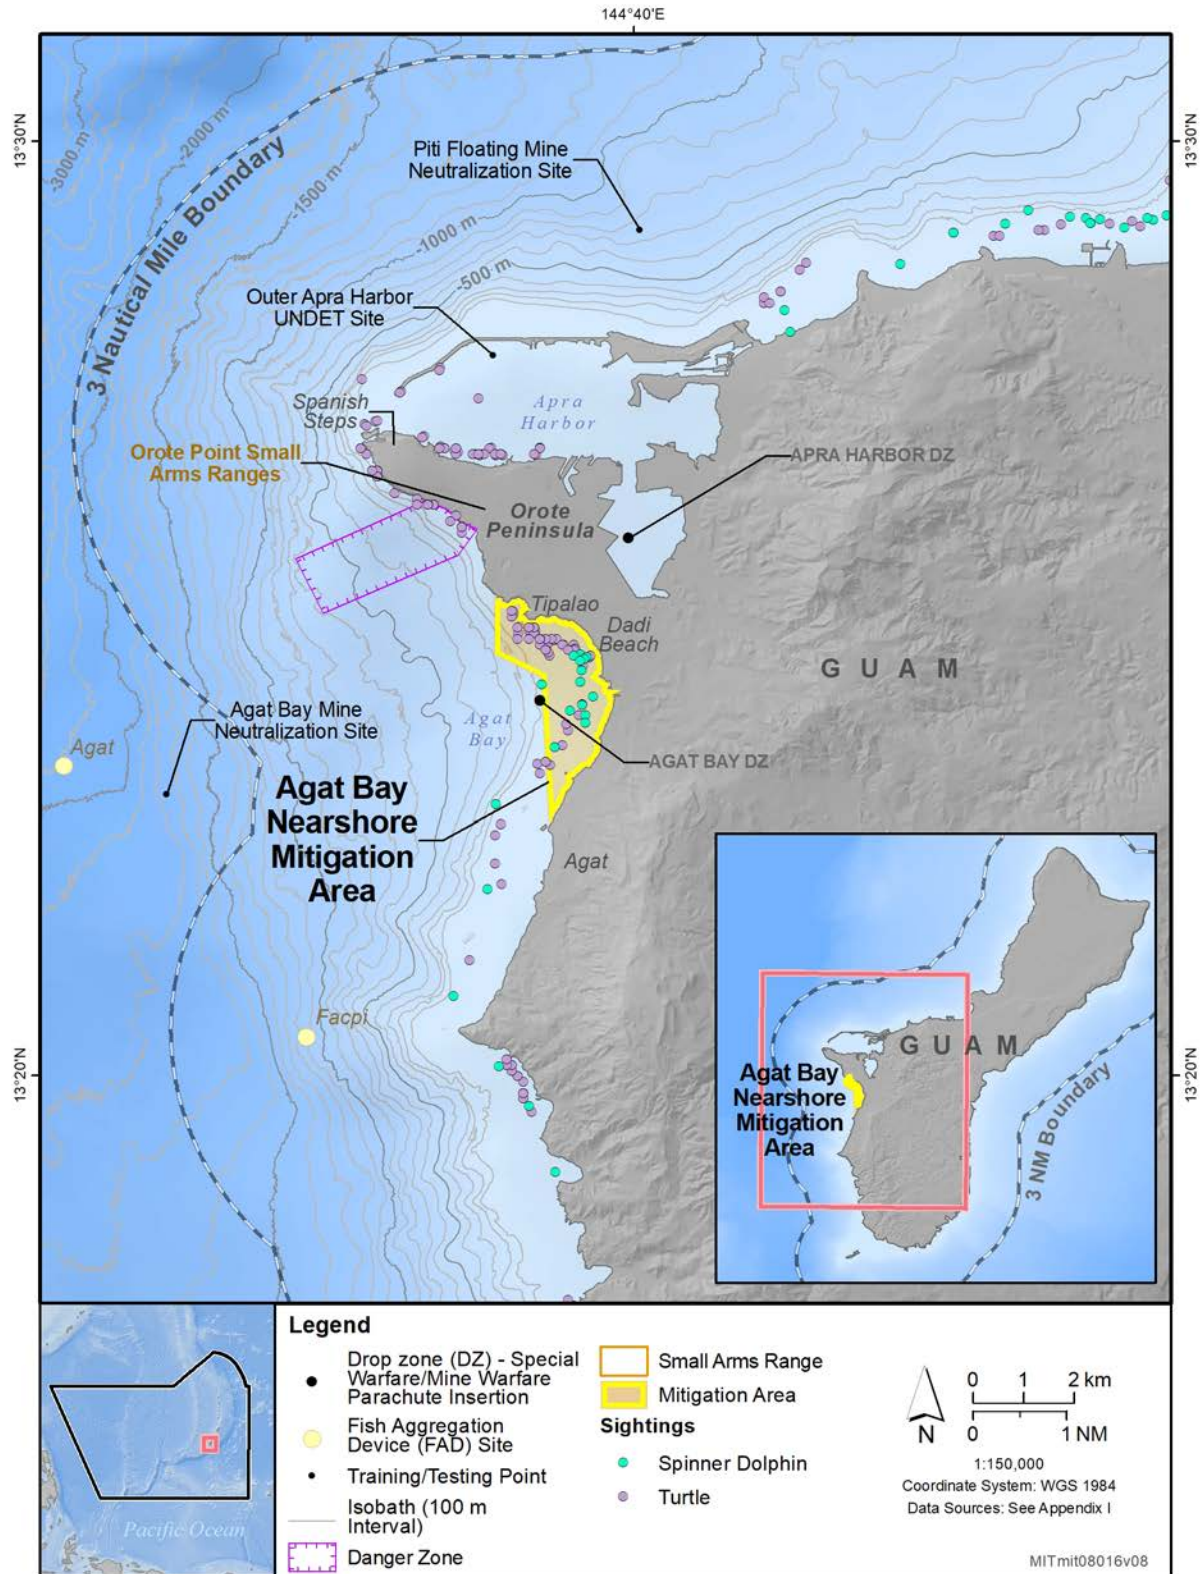 144°40'E
13°30'N
13°30'N
-3000 m
-2000 m
-1500 m
-1000 m
-500 m
3 Nautical Mile Boundary
Piti Floating Mine
Neutralization Site
Outer Apra Harbor
UNDET Site
Spanish
Steps
Apra
Harbor
Orote Point Small
Arms Ranges
APRA HARBOR DZ
Orote
Peninsula
Tipalao
Dadi
Beach
GUAM
Agat Bay Mine
Neutralization Site
Agat
Agat
Bay
AGAT BAY DZ
Agat Bay
Nearshore
Mitigation
Area
Agat
Facpi
13°20'N
13°20'N
GUAM
Agat Bay
Nearshore
Mitigation
Area
3 NM Boundary
Pacific Ocean
Legend
Drop zone (DZ) - Special
Warfare/Mine Warfare
Parachute Insertion
Fish Aggregation
Device (FAD) Site
Training/Testing Point
Isobath (100 m
Interval)
Danger Zone
Small Arms Range
Mitigation Area
Sightings
Spinner Dolphin
Turtle
N
0 1 2 km
0 1 NM
1:150,000
Coordinate System: WGS 1984
Data Sources: See Appendix I
MITmit08016v08